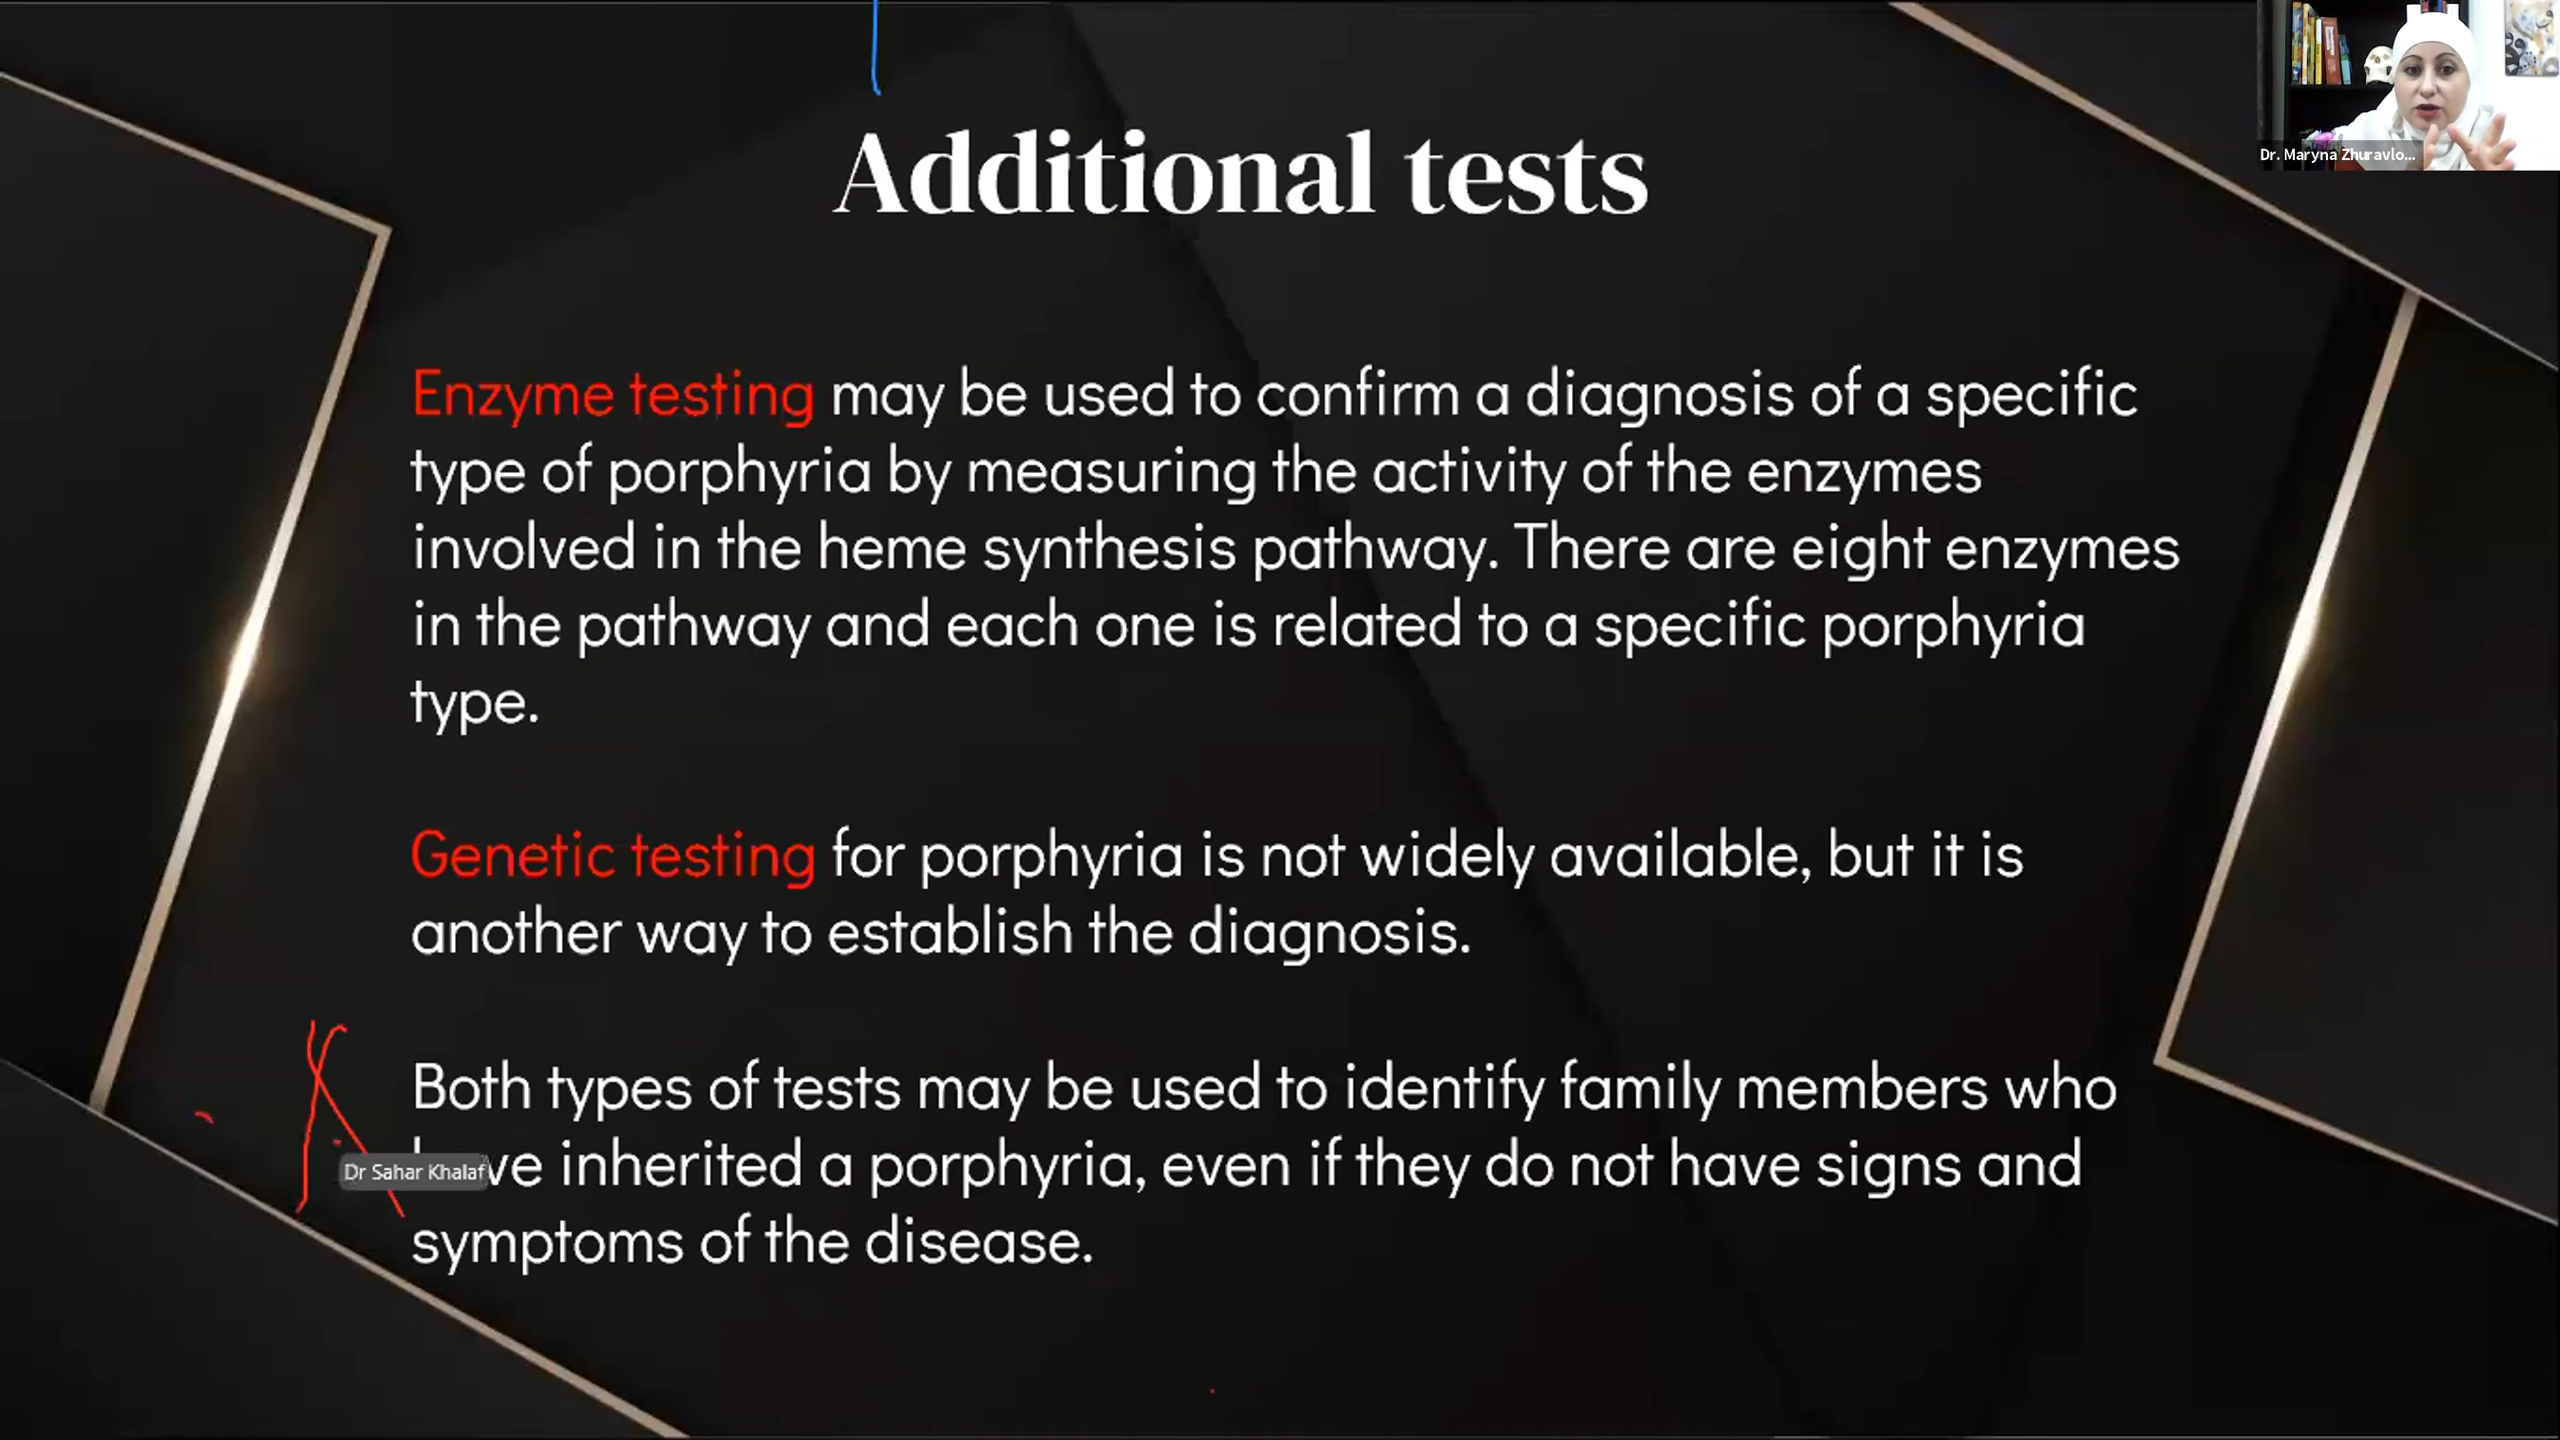 Dr. Maryna Zhuravlo...
Additional tests
Enzyme testing may be used to confirm a diagnosis of a specific
type of porphyria by measuring the activity of the enzymes
involved in the heme synthesis pathway. There are eight enzymes
in the pathway and each one is related to a specific porphyria
type.
Genetic testing for porphyria is not widely available, but it is
another way to establish the diagnosis.
Both types of tests may be used to identify family members who
Dr Sahar Khalaf
inherited a porphyria, even if they do not have signs and
symptoms of the disease.